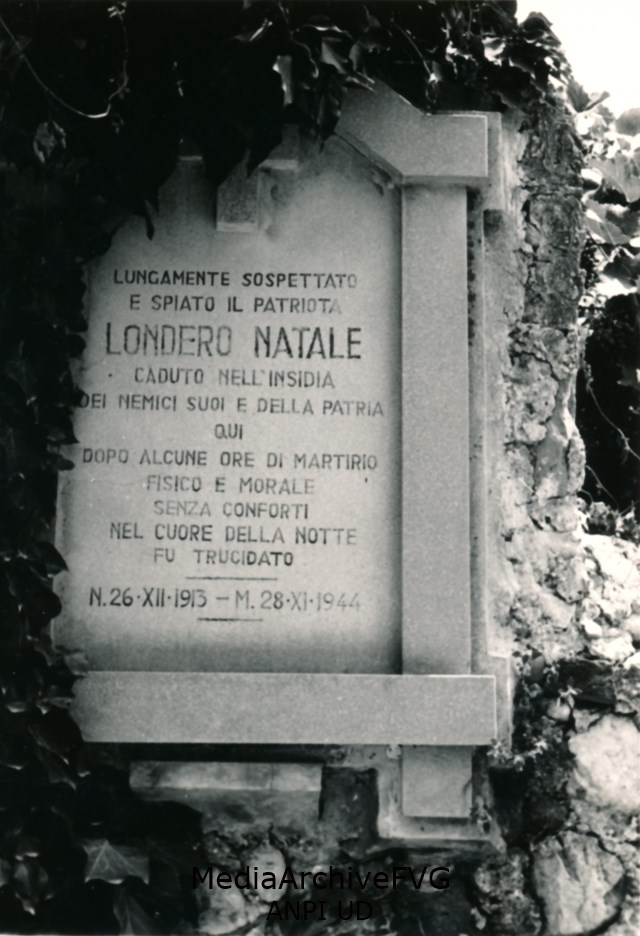 LUNGAMENTE SOSPETTATO
E SPIATO IL PATRIOTA
LONDERO NATALE
CADUTO NELL'INSIDIA
DEI NEMICI SUOI E DELLA PATRIA
QUI
DOPO ALCUNE ORE DI MARTIRIO
FISICO E MORALE
SENZA CONFORTI
NEL CUORE DELLA NOTTE
FU TRUCIDATO
N. 26·XII·1913 – M. 28·XI·1944
MediaArchiveFVG
ANPI UD